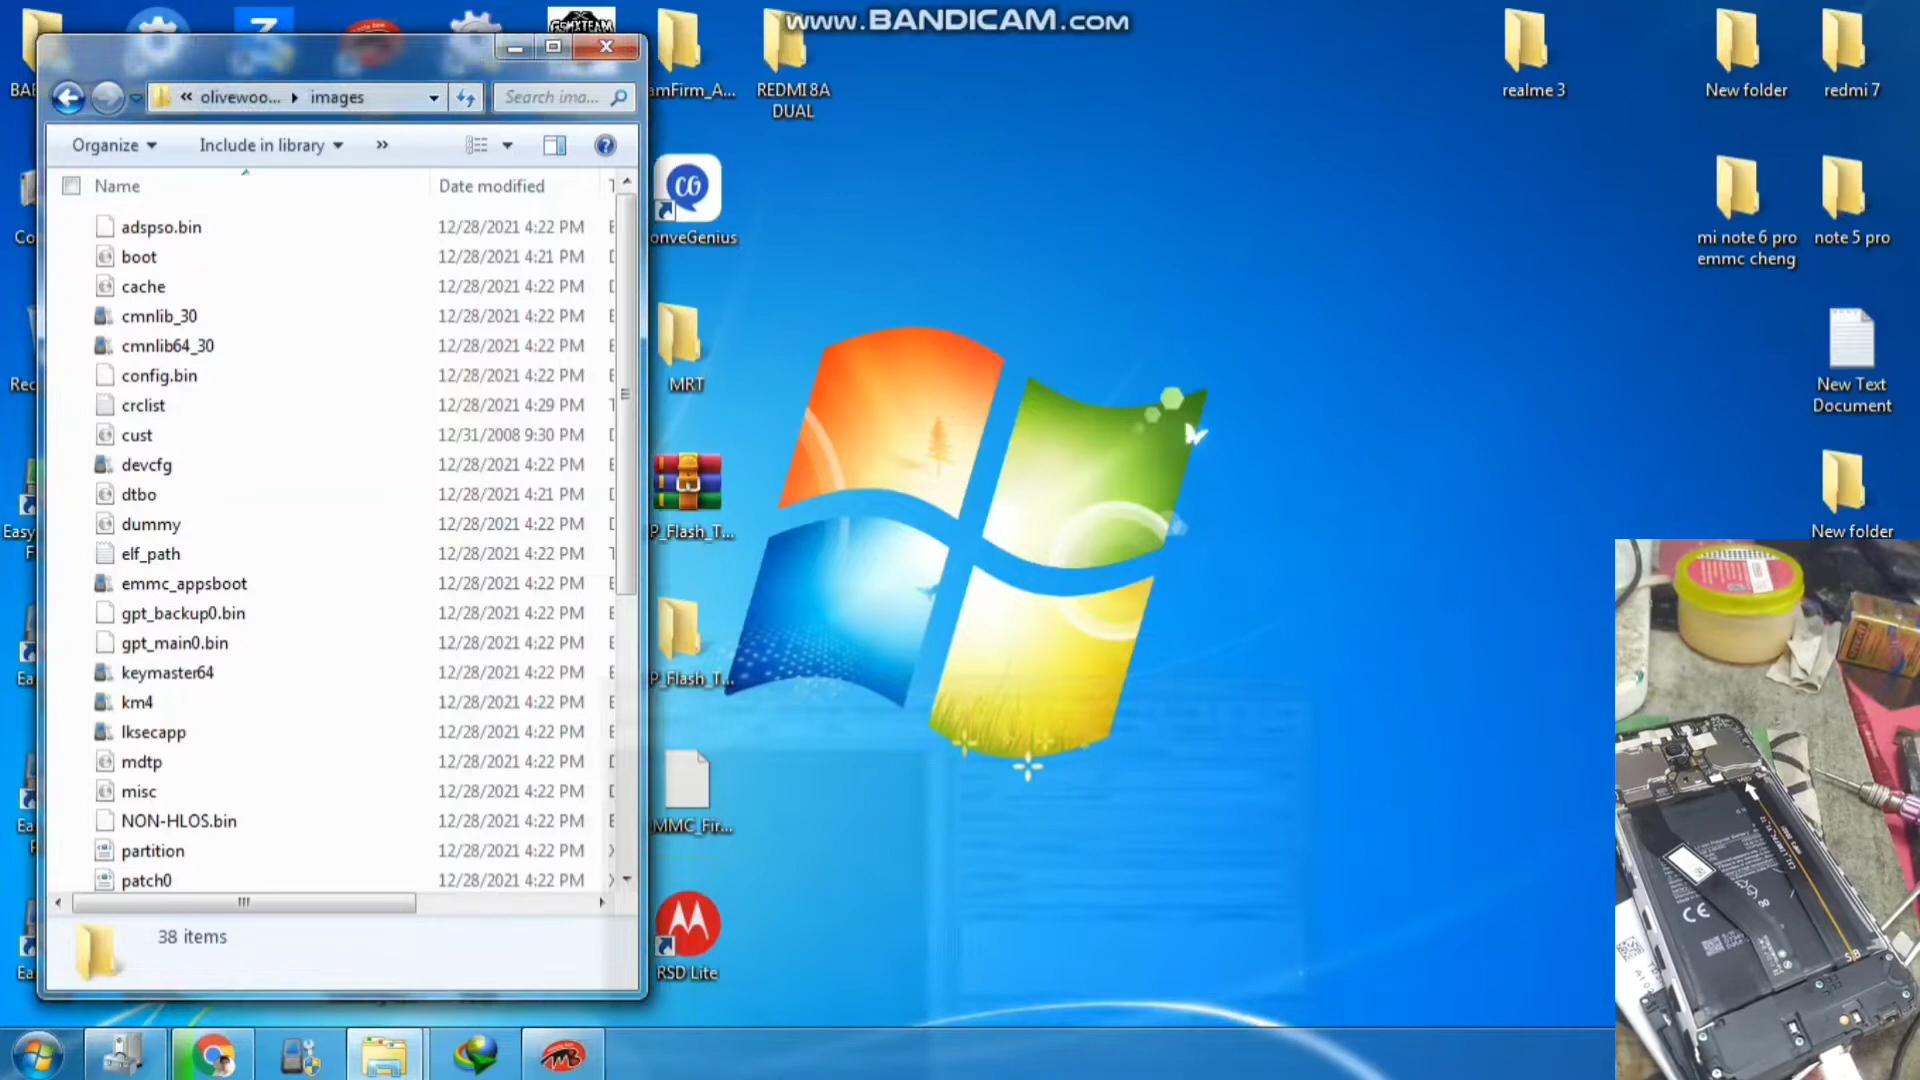 www.BANDICAM.com
olivewoo...
images
Search ima...
Organize
Include in library
Name
Date modified
adspso.bin 12/28/2021 4:22 PM
boot 12/28/2021 4:21 PM
cache 12/28/2021 4:22 PM
cmnlib_30 12/28/2021 4:22 PM
cmnlib64_30 12/28/2021 4:22 PM
config.bin 12/28/2021 4:22 PM
crclist 12/28/2021 4:29 PM
cust 12/31/2008 9:30 PM
devcfg 12/28/2021 4:22 PM
dtbo 12/28/2021 4:21 PM
dummy 12/28/2021 4:22 PM
elf_path 12/28/2021 4:22 PM
emmc_appsboot 12/28/2021 4:22 PM
gpt_backup0.bin 12/28/2021 4:22 PM
gpt_main0.bin 12/28/2021 4:22 PM
keymaster64 12/28/2021 4:22 PM
km4 12/28/2021 4:22 PM
lksecapp 12/28/2021 4:22 PM
mdtp 12/28/2021 4:22 PM
misc 12/28/2021 4:22 PM
NON-HLOS.bin 12/28/2021 4:22 PM
partition 12/28/2021 4:22 PM
patch0 12/28/2021 4:22 PM
38 items
GSMXTEAM
amFirm_A...
REDMI 8A
DUAL
CO
onveGenius
MRT
P_Flash_T...
P_Flash_T...
MMC_Fir...
RSD Lite
realme 3
New folder
redmi 7
mi note 6 pro
emmc cheng
note 5 pro
New Text
Document
New folder